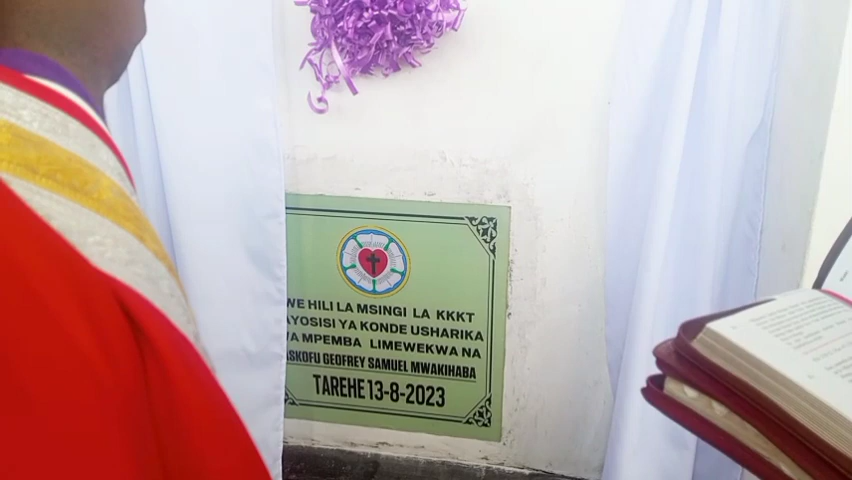 WE HILI LA MSINGI LA KKKT
AYOSISI YA KONDE USHARIKA
WA MPEMBA LIMEWEKWA NA
ASKOFU GEOFREY SAMUEL MWAKIHABA
TAREHE 13-8-2023